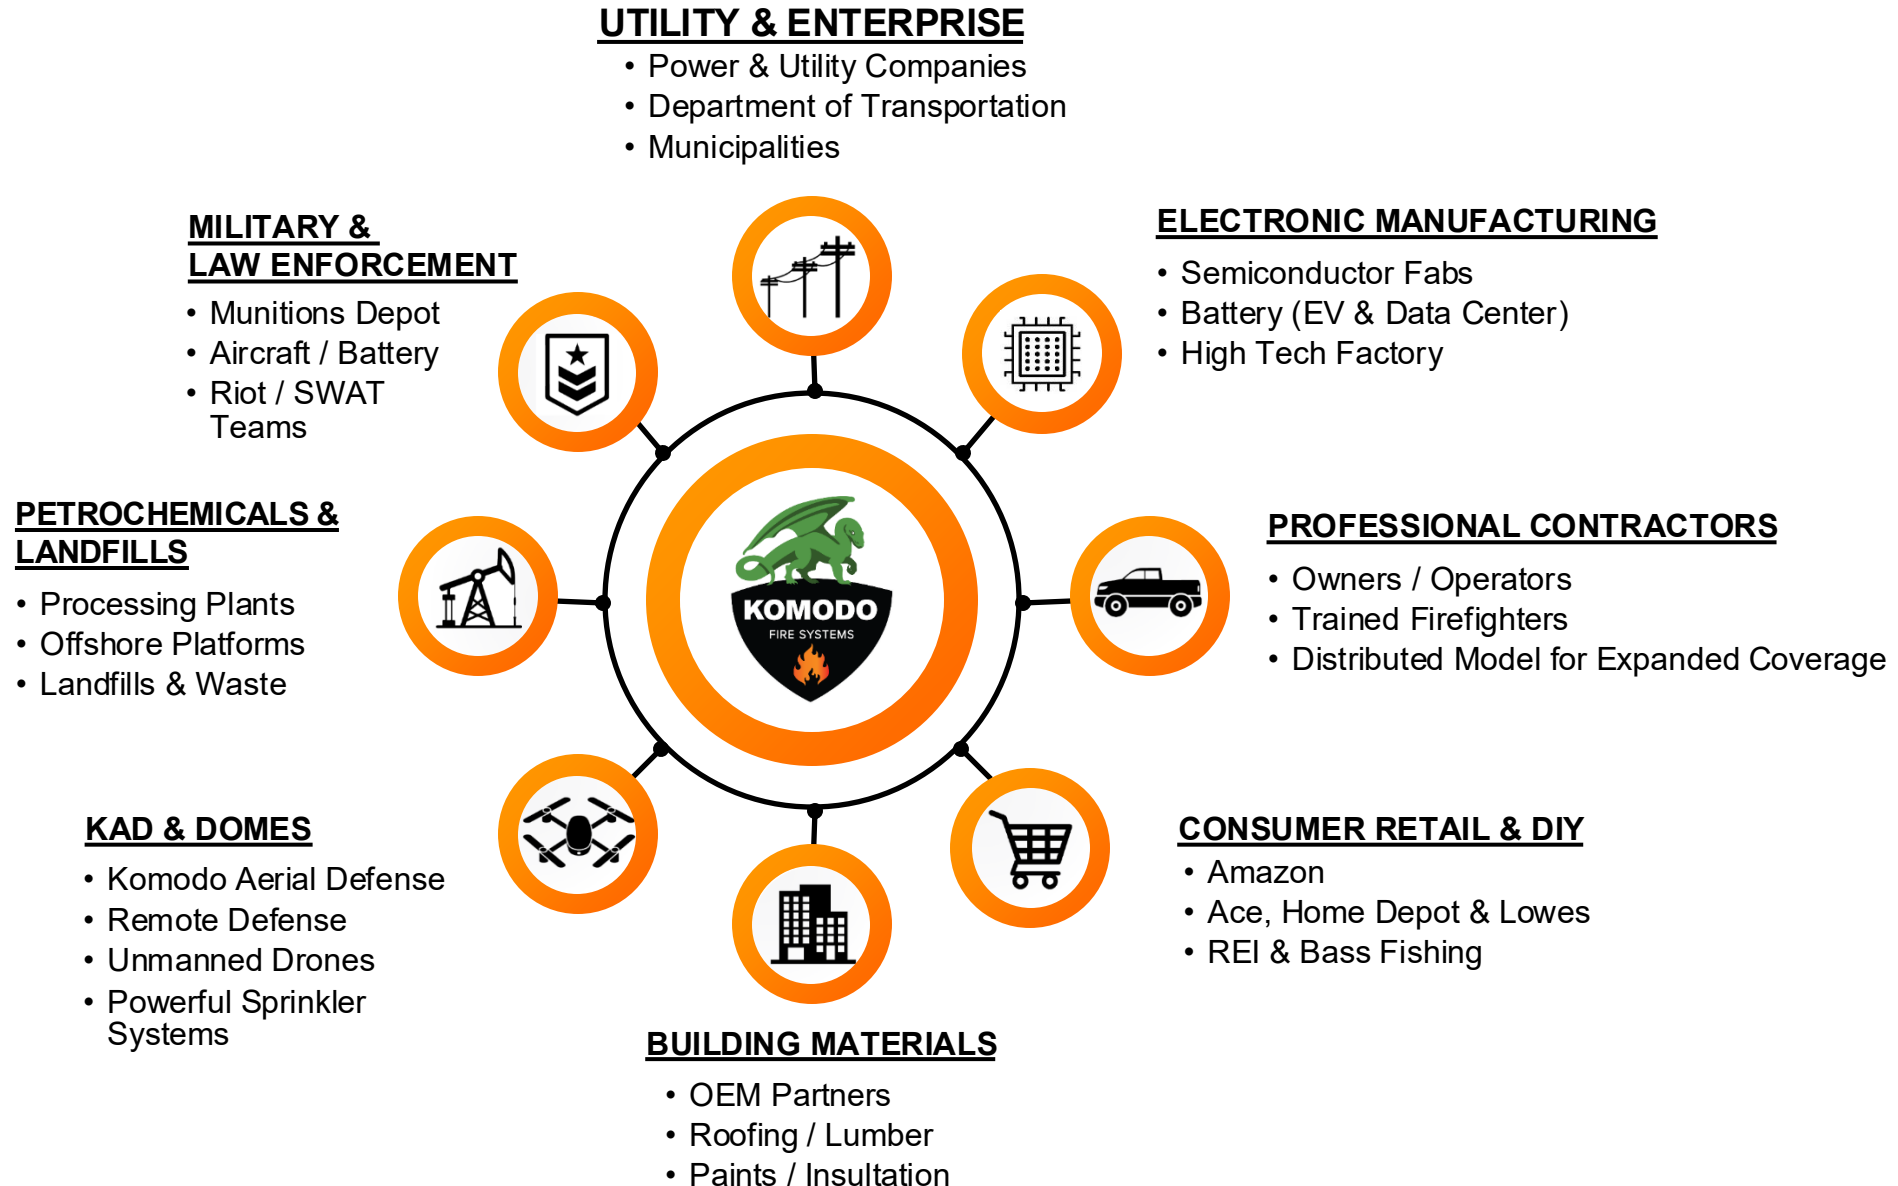 UTILITY & ENTERPRISE
• Power & Utility Companies
• Department of Transportation
• Municipalities
MILITARY &
LAW ENFORCEMENT
• Munitions Depot
• Aircraft / Battery
• Riot / SWAT
Teams
ELECTRONIC MANUFACTURING
• Semiconductor Fabs
• Battery (EV & Data Center)
• High Tech Factory
PETROCHEMICALS &
LANDFILLS
• Processing Plants
• Offshore Platforms
• Landfills & Waste
KOMODO
FIRE SYSTEMS
PROFESSIONAL CONTRACTORS
• Owners / Operators
• Trained Firefighters
• Distributed Model for Expanded Coverage
KAD & DOMES
• Komodo Aerial Defense
• Remote Defense
• Unmanned Drones
• Powerful Sprinkler
Systems
CONSUMER RETAIL & DIY
• Amazon
• Ace, Home Depot & Lowes
• REI & Bass Fishing
BUILDING MATERIALS
• OEM Partners
• Roofing / Lumber
• Paints / Insultation